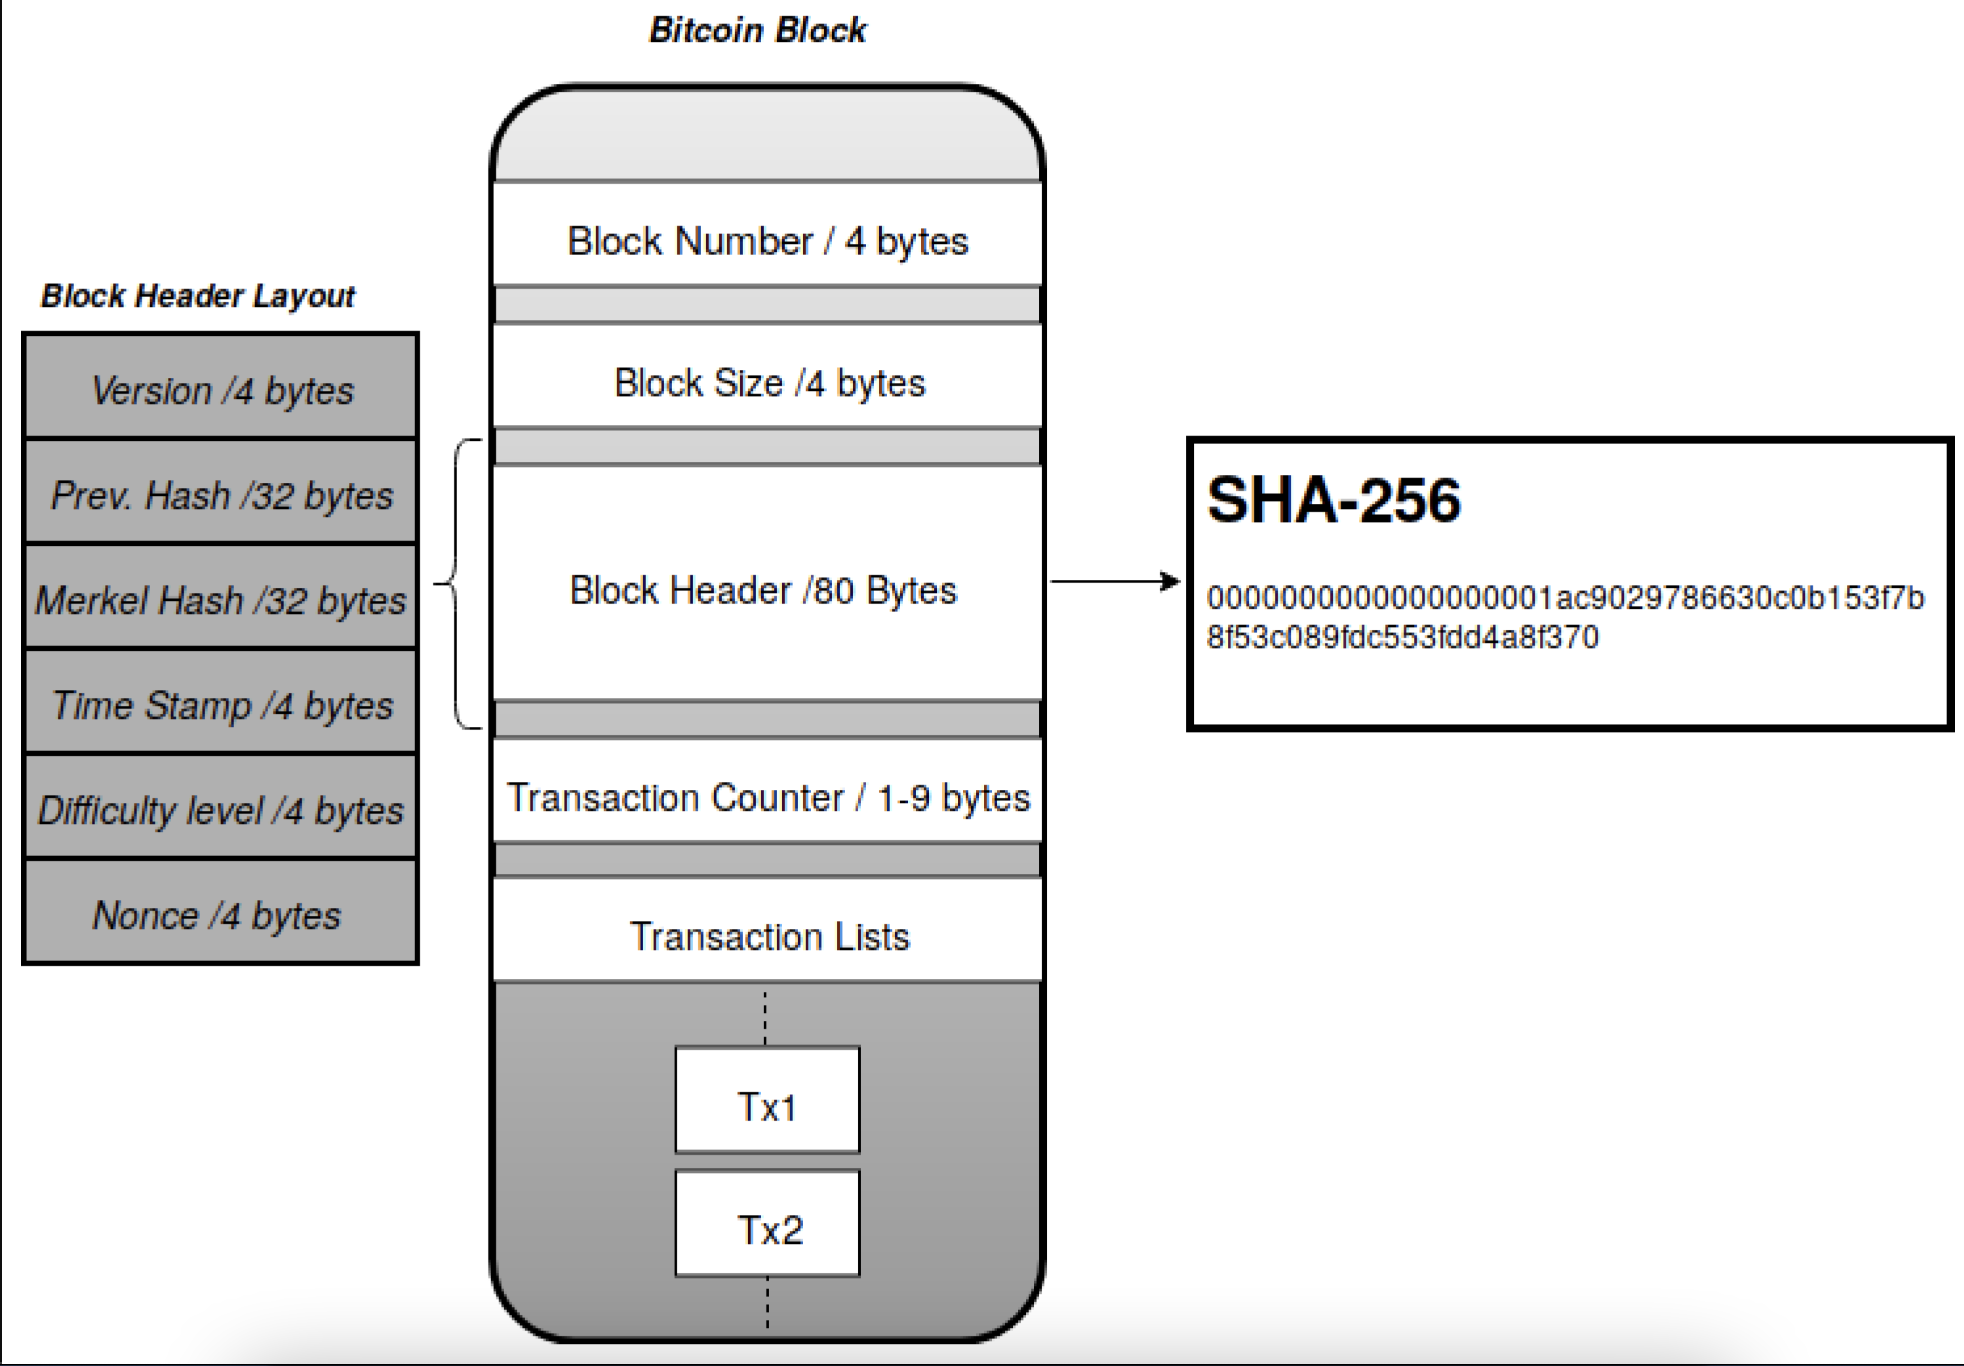 Bitcoin Block
Block Number / 4 bytes
Block Size /4 bytes
Block Header /80 Bytes
Transaction Counter / 1-9 bytes
Transaction Lists
Tx1
Tx2
Block Header Layout
Version /4 bytes
Prev. Hash /32 bytes
Merkel Hash /32 bytes
Time Stamp /4 bytes
Difficulty level /4 bytes
Nonce /4 bytes
SHA-256
0000000000000000001ac9029786630c0b153f7b
8f53c089fdc553fdd4a8f370